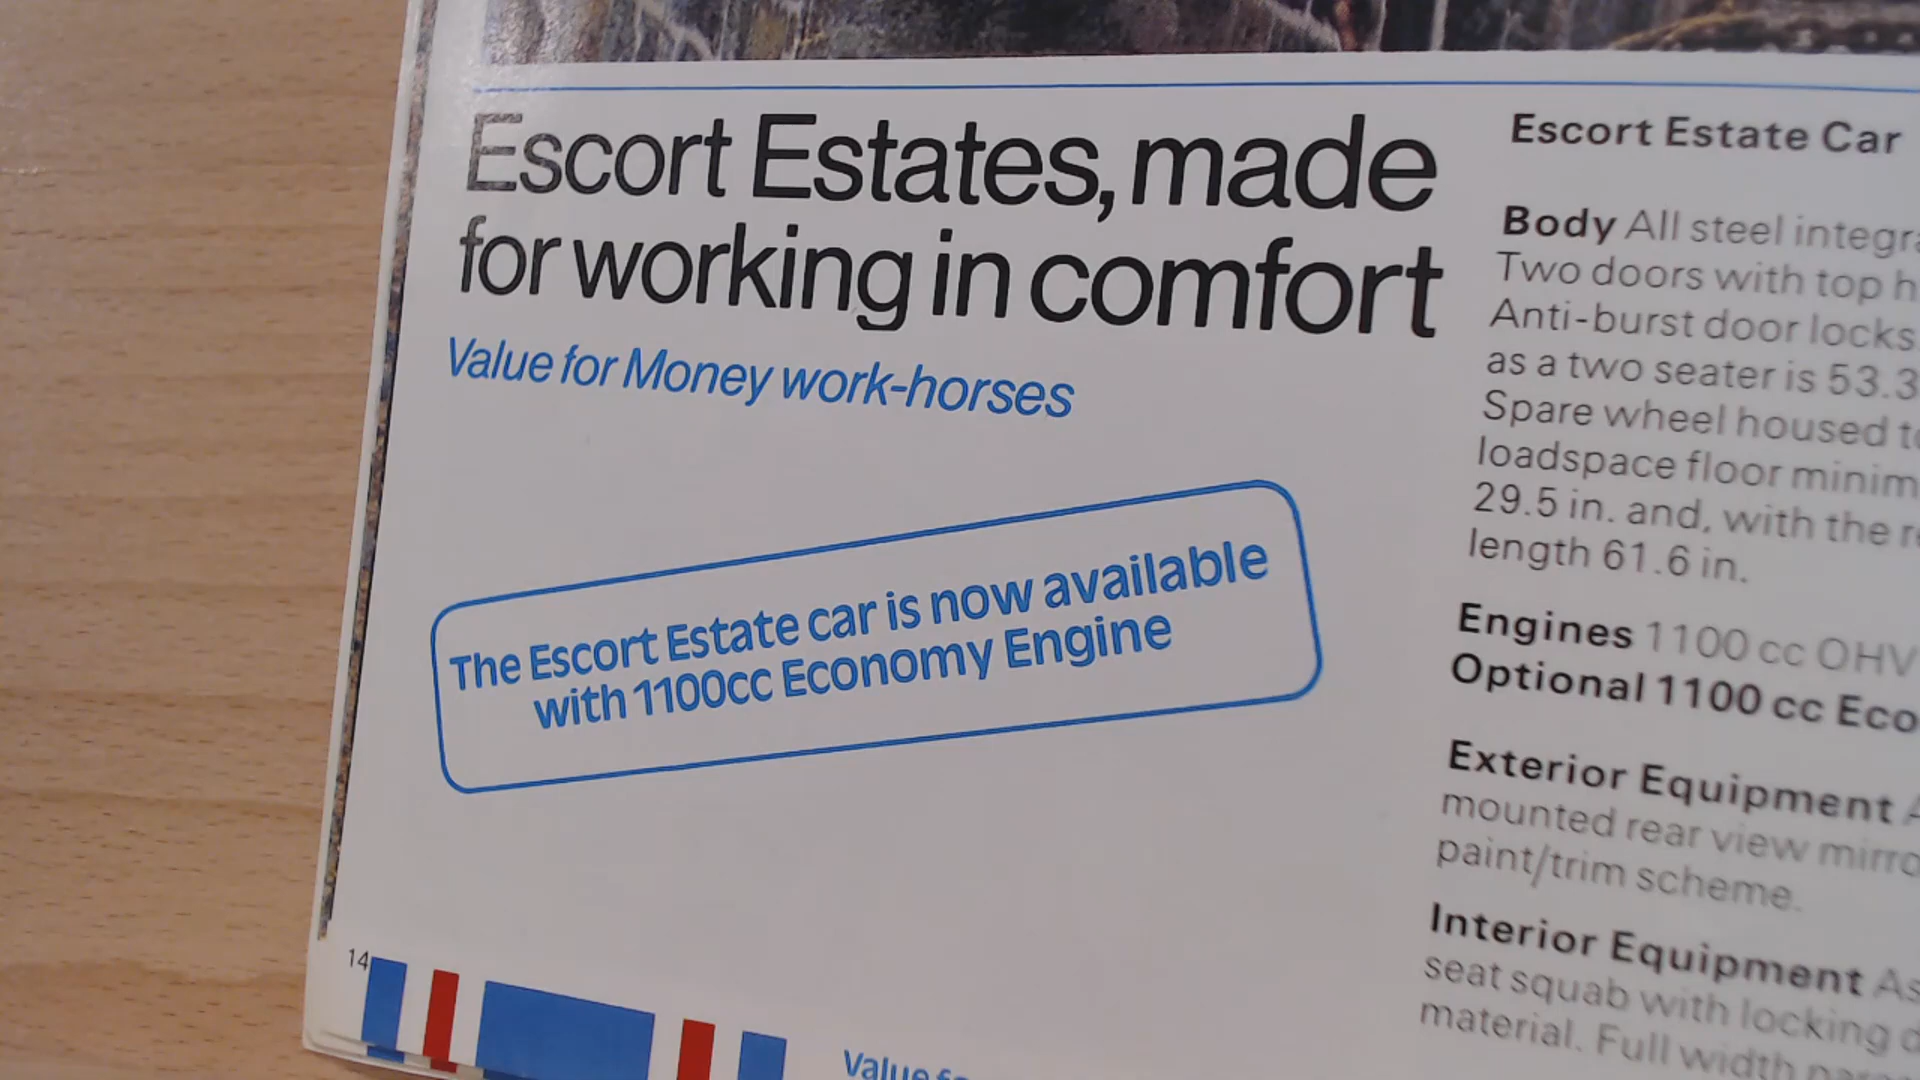 Escort Estates, made
for working in comfort
Value for Money work-horses
The Escort Estate car is now available
with 1100cc Economy Engine
14
Escort Estate Car
Body All steel
Two doors with top
Anti-burst door locks
as a two seater is 53.3
Spare wheel housed
loadspace floor
29.5 in. and, with the
length 61.6 in.
Engines 1100 cc OHV
Optional 1100 cc
Exterior Equipment
mounted rear view
paint/trim scheme.
Interior Equipment
seat squab with locking
material. Full width
Value